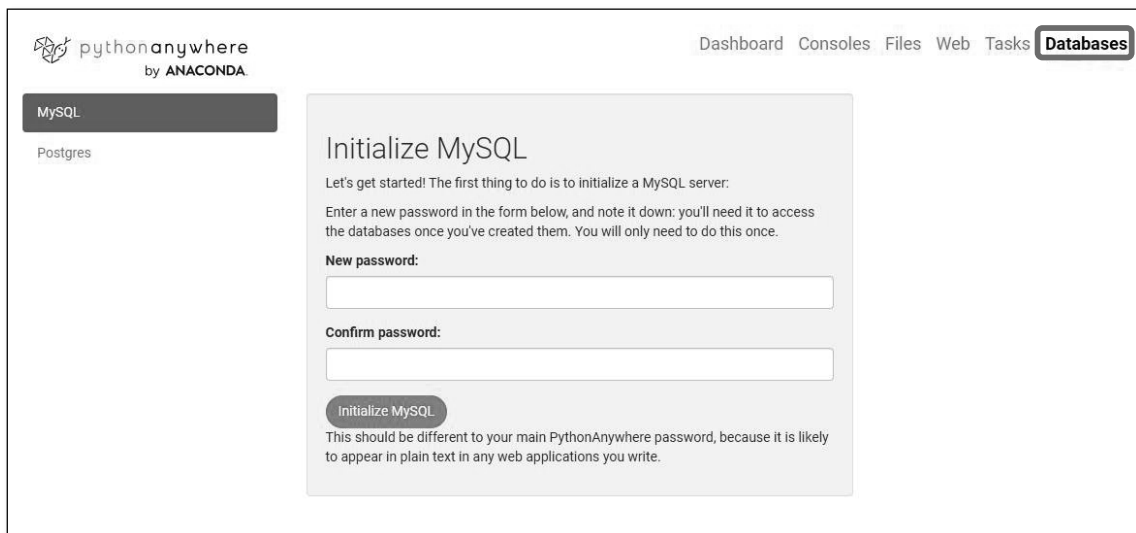 pythonanywhere
by ANACONDA.
Dashboard Consoles Files Web Tasks Databases
MySQL
Postgres
Initialize MySQL
Let's get started! The first thing to do is to initialize a MySQL server:
Enter a new password in the form below, and note it down: you'll need it to access
the databases once you've created them. You will only need to do this once.
New password:
Confirm password:
Initialize MySQL
This should be different to your main PythonAnywhere password, because it is likely
to appear in plain text in any web applications you write.